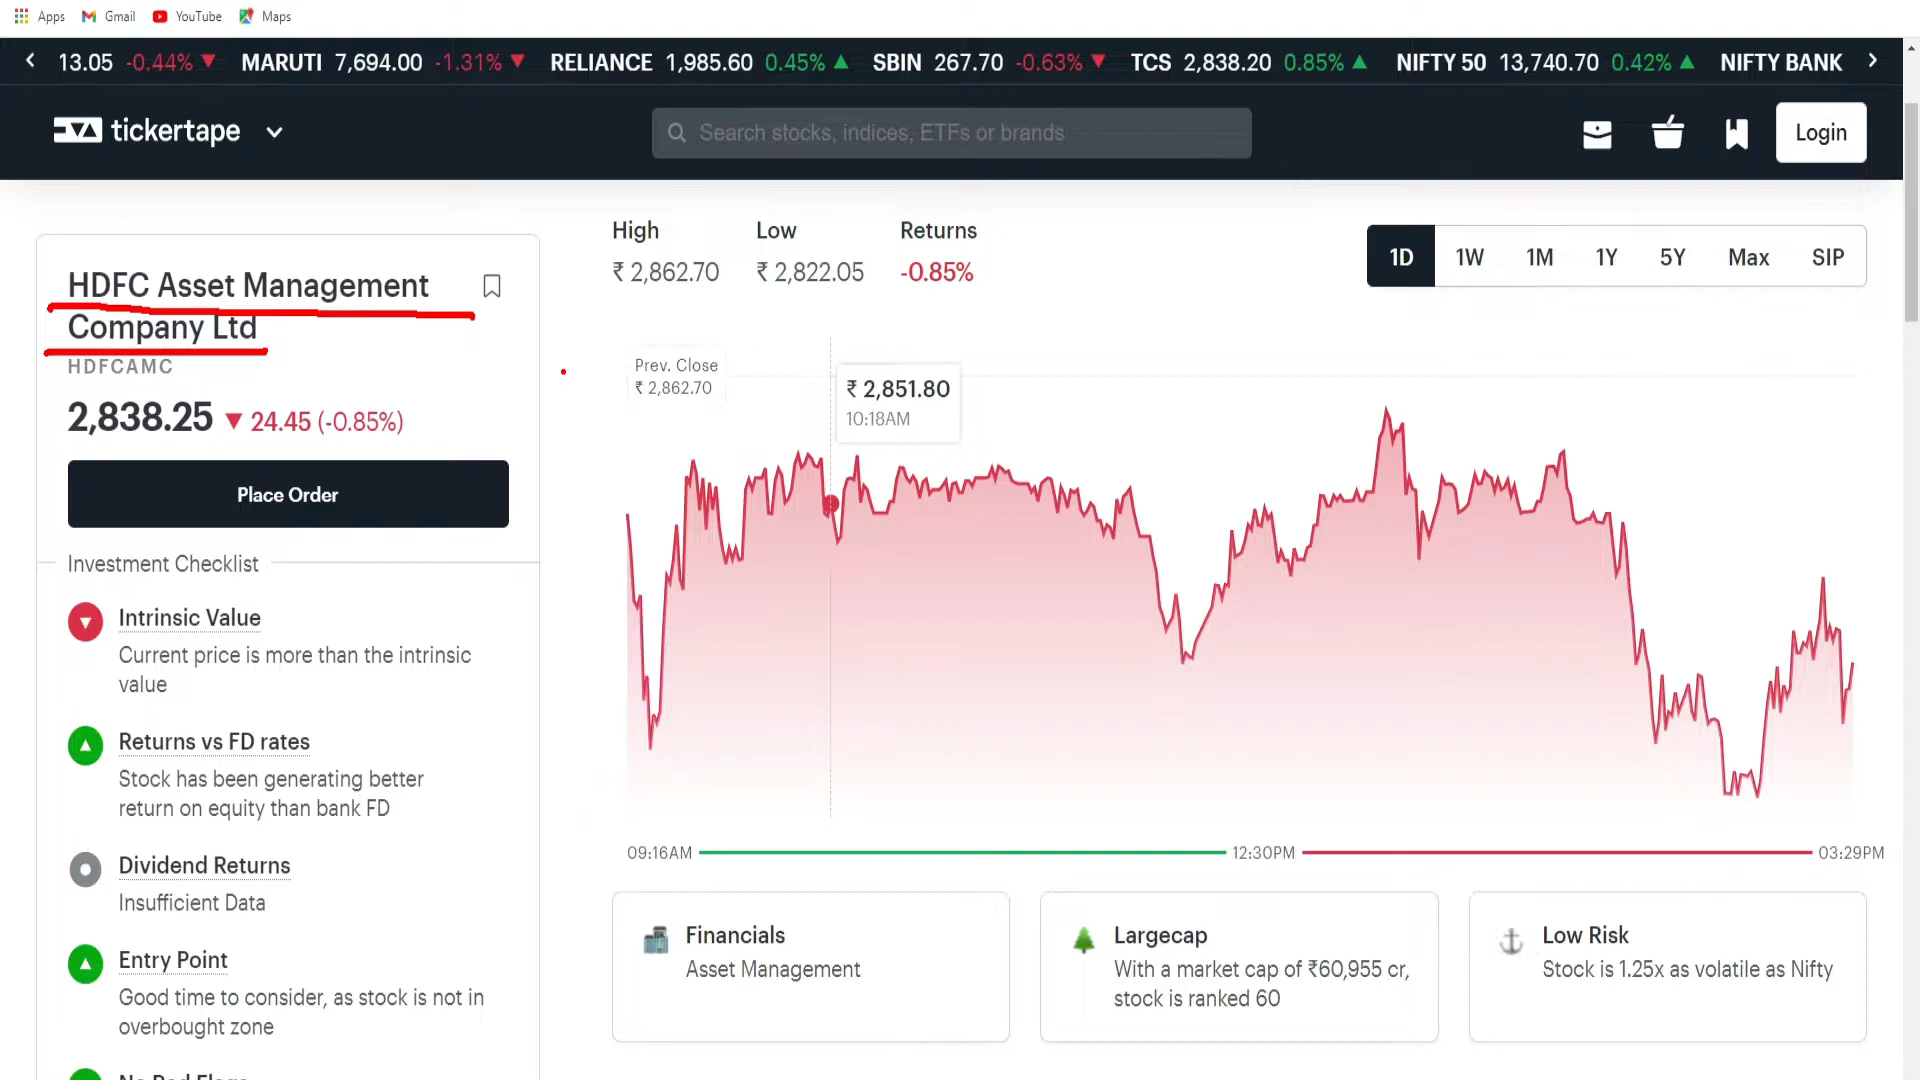 Apps Gmail YouTube Maps
13.05 -0.44% MARUTI 7,694.00 -1.31% RELIANCE 1,985.60 0.45% SBIN 267.70 -0.63% TCS 2,838.20 0.85% NIFTY 50 13,740.70 0.42% NIFTY BANK
tickertape
Search stocks, indices, ETFs or brands
Login
HDFC Asset Management
Company Ltd
HDFCAMC
2,838.25 24.45 (-0.85%)
Place Order
Investment Checklist
Intrinsic Value
Current price is more than the intrinsic
value
Returns vs FD rates
Stock has been generating better
return on equity than bank FD
Dividend Returns
Insufficient Data
Entry Point
Good time to consider, as stock is not in
overbought zone
High Low Returns
₹ 2,862.70 ₹ 2,822.05 -0.85%
1D 1W 1M 1Y 5Y Max SIP
Prev. Close
₹ 2,862.70
₹ 2,851.80
10:18AM
09:16AM 12:30PM 03:29PM
Financials
Asset Management
Largecap
With a market cap of ₹60,955 cr,
stock is ranked 60
Low Risk
Stock is 1.25x as volatile as Nifty